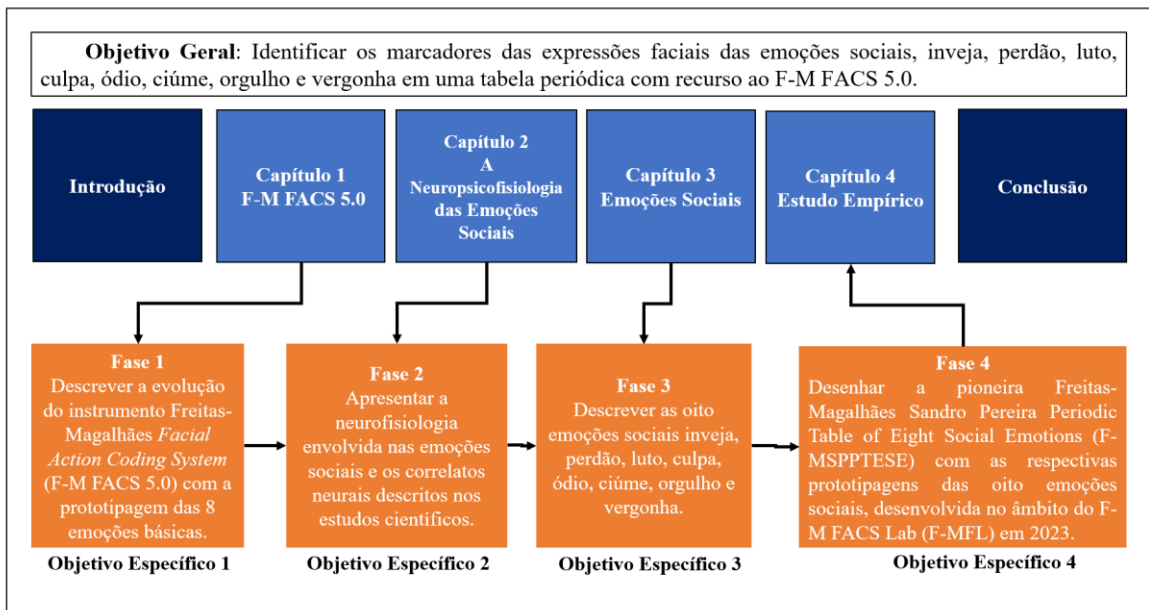 Objetivo Geral: Identificar os marcadores das expressões faciais das emoções sociais, inveja, perdão, luto,
culpa, ódio, ciúme, orgulho e vergonha em uma tabela periódica com recurso ao F-M FACS 5.0.
Introdução
Capítulo 1
F-M FACS 5.0
Capítulo 2
A
Neuropsicofisiologia
das Emoções
Sociais
Capítulo 3
Emoções Sociais
Capítulo 4
Estudo Empírico
Conclusão
Fase 1
Descrever a evolução
do instrumento Freitas-
Magalhães Facial
Action Coding System
(F-M FACS 5.0) com a
prototipagem das 8
emoções básicas.
Objetivo Específico 1
Fase 2
Apresentar a
neurofisiologia
envolvida nas emoções
sociais e os correlatos
neurais descritos nos
estudos científicos.
Objetivo Específico 2
Fase 3
Descrever as oito
emoções sociais inveja,
perdão, luto, culpa,
ódio, ciúme, orgulho e
vergonha.
Objetivo Específico 3
Fase 4
Desenhar a pioneira Freitas-
Magalhães Sandro Pereira Periodic
Table of Eight Social Emotions (F-
MSPPTESE) com as respectivas
prototipagens das oito emoções
sociais, desenvolvida no âmbito do F-
M FACS Lab (F-MFL) em 2023.
Objetivo Específico 4